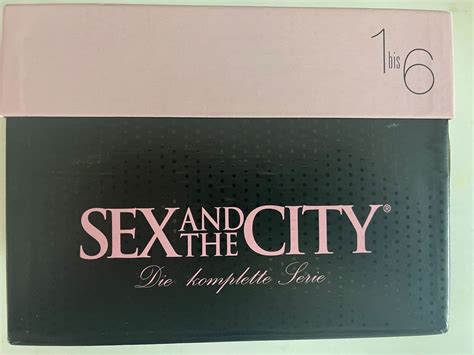 1 bis 6
SEX AND THE CITY®
Die komplette Serie